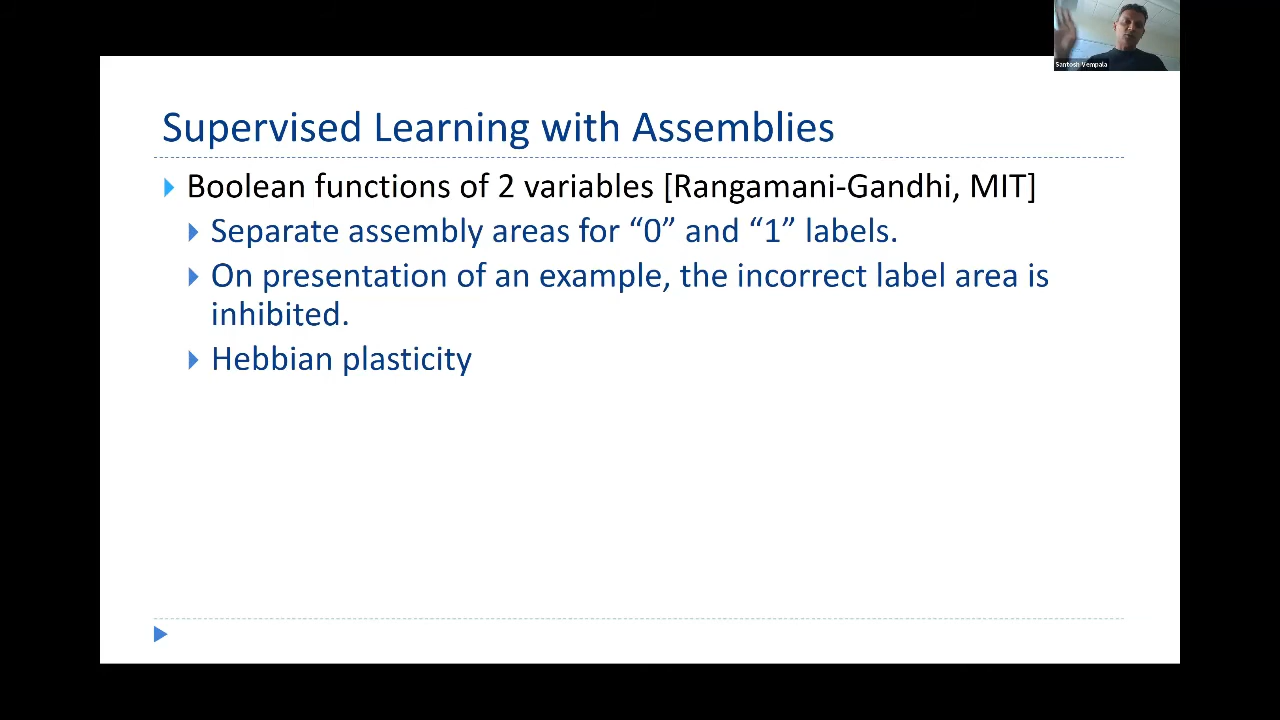 Santosh Vempala
Supervised Learning with Assemblies
Boolean functions of 2 variables [Rangamani-Gandhi, MIT]
Separate assembly areas for “0” and “1” labels.
On presentation of an example, the incorrect label area is
inhibited.
Hebbian plasticity